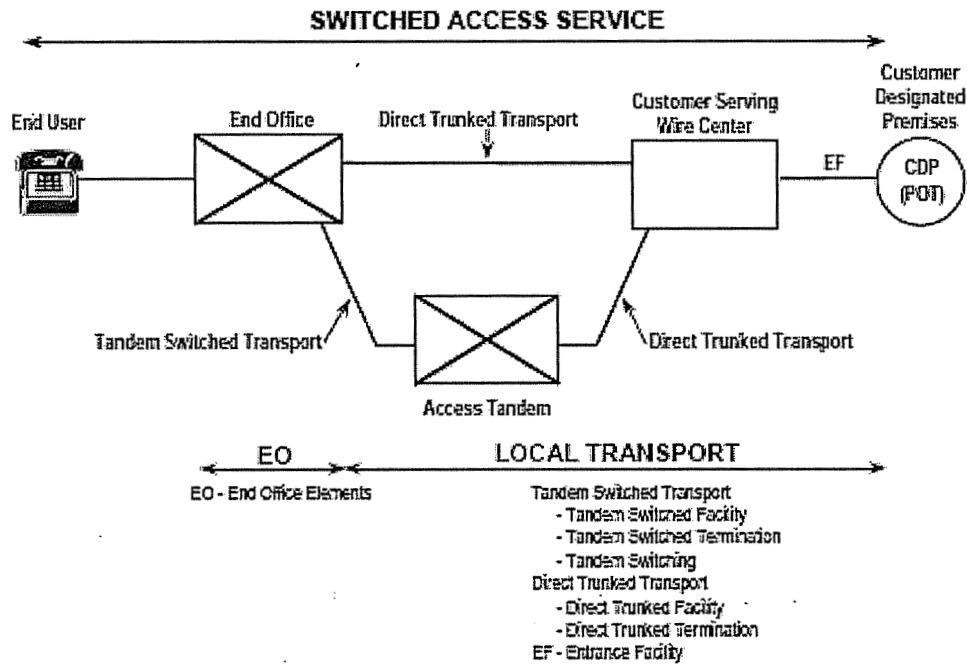 SWITCHED ACCESS SERVICE
Customer
Designated
Premises
Customer Serving
Wire Center
End User
End Office
Direct Trunked Transport
EF
CDP
(POT)
Tandem Switched Transport
Direct Trunked Transport
Access Tandem
EO
LOCAL TRANSPORT
EO - End Office Elements
Tandem Switched Transport
- Tandem Switched Facility
- Tandem Switched Termination
- Tandem Switching
Direct Trunked Transport
- Direct Trunked Facility
- Direct Trunked Termination
EF - Entrance Facility